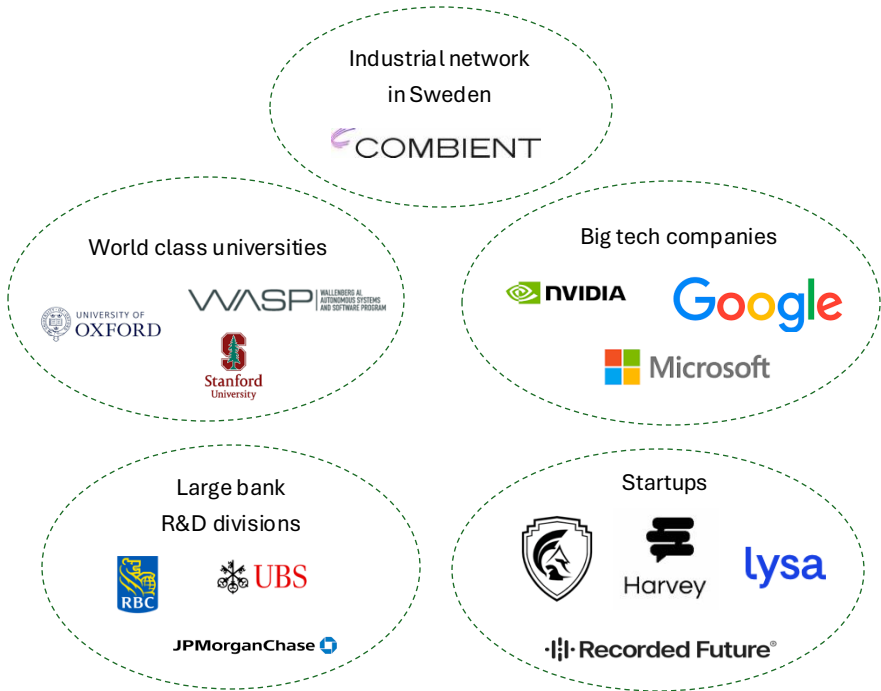 Industrial network
in Sweden
COMBIENT
World class universities
UNIVERSITY OF
OXFORD
WASP
WALLENBERG AI,
AUTONOMOUS SYSTEMS
AND SOFTWARE PROGRAM
S
Stanford
University
Big tech companies
NVIDIA
Google
Microsoft
Large bank
R&D divisions
RBC
UBS
JPMorganChase
Startups
Harvey
lysa
Recorded Future®